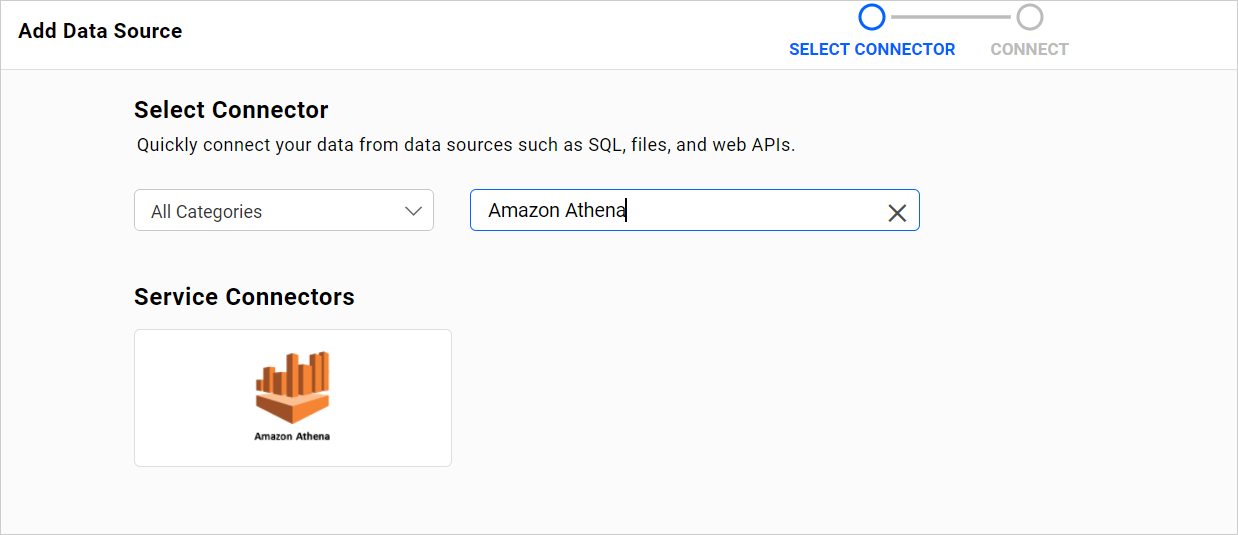 Add Data Source
SELECT CONNECTOR
CONNECT
Select Connector
Quickly connect your data from data sources such as SQL, files, and web APIs.
All Categories
Amazon Athena
Service Connectors
Amazon Athena